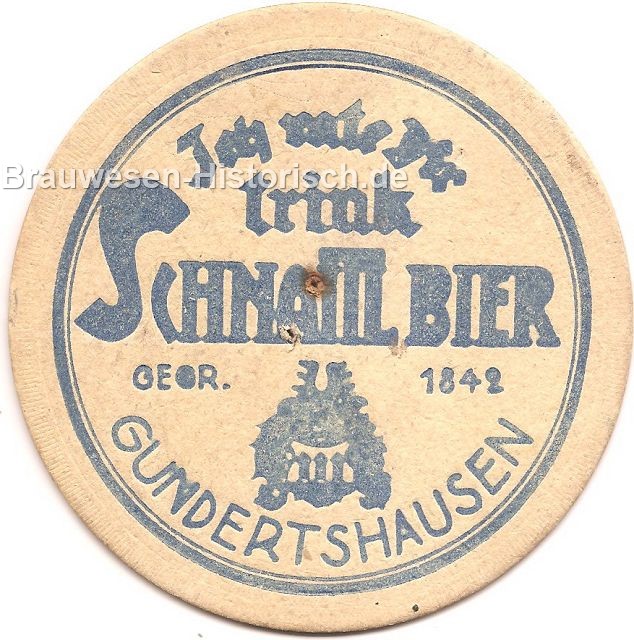 Brauwesen-Historisch.de
Trink
SCHNAITL BIER
GEGR. 1842
GUNDERTSHAUSEN